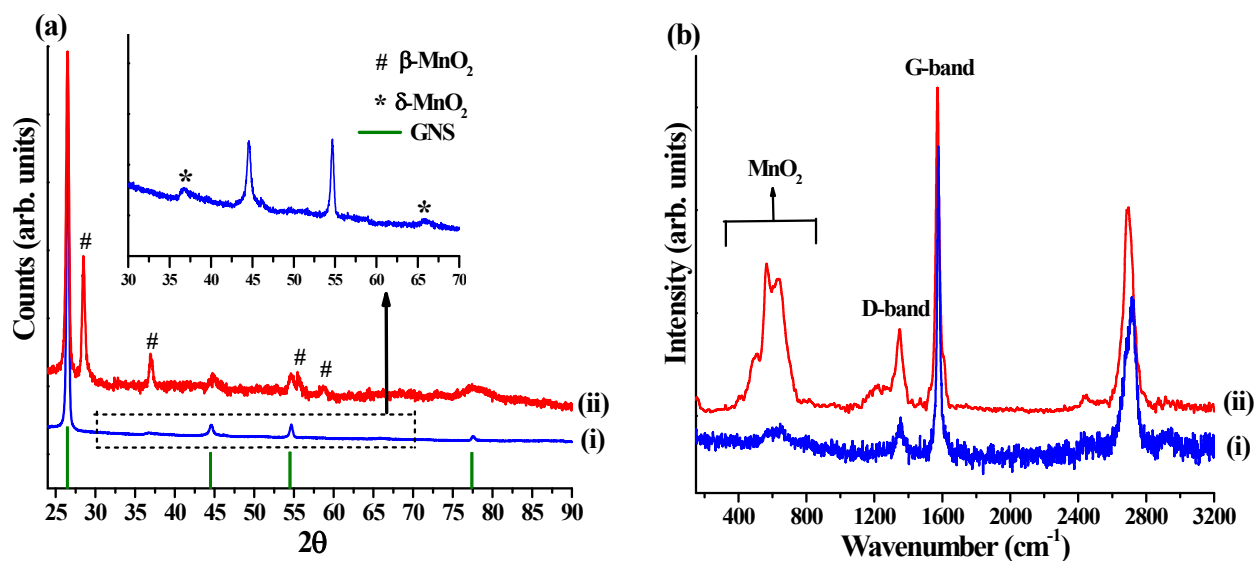 (a)
# β-MnO₂
* δ-MnO₂
GNS
*
*
30 35 40 45 50 55 60 65 70
#
#
#
#
(ii)
(i)
Counts (arb. units)
25 30 35 40 45 50 55 60 65 70 75 80 85 90
2θ
(b)
G-band
MnO₂
D-band
(ii)
(i)
Intensity (arb. units)
400 800 1200 1600 2000 2400 2800 3200
Wavenumber (cm⁻¹)